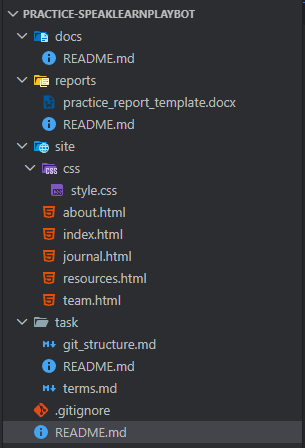 PRACTICE-SPEAKLEARNPLAYBOT
docs
README.md
reports
practice_report_template.docx
README.md
site
css
style.css
about.html
index.html
journal.html
resources.html
team.html
task
git_structure.md
README.md
terms.md
.gitignore
README.md